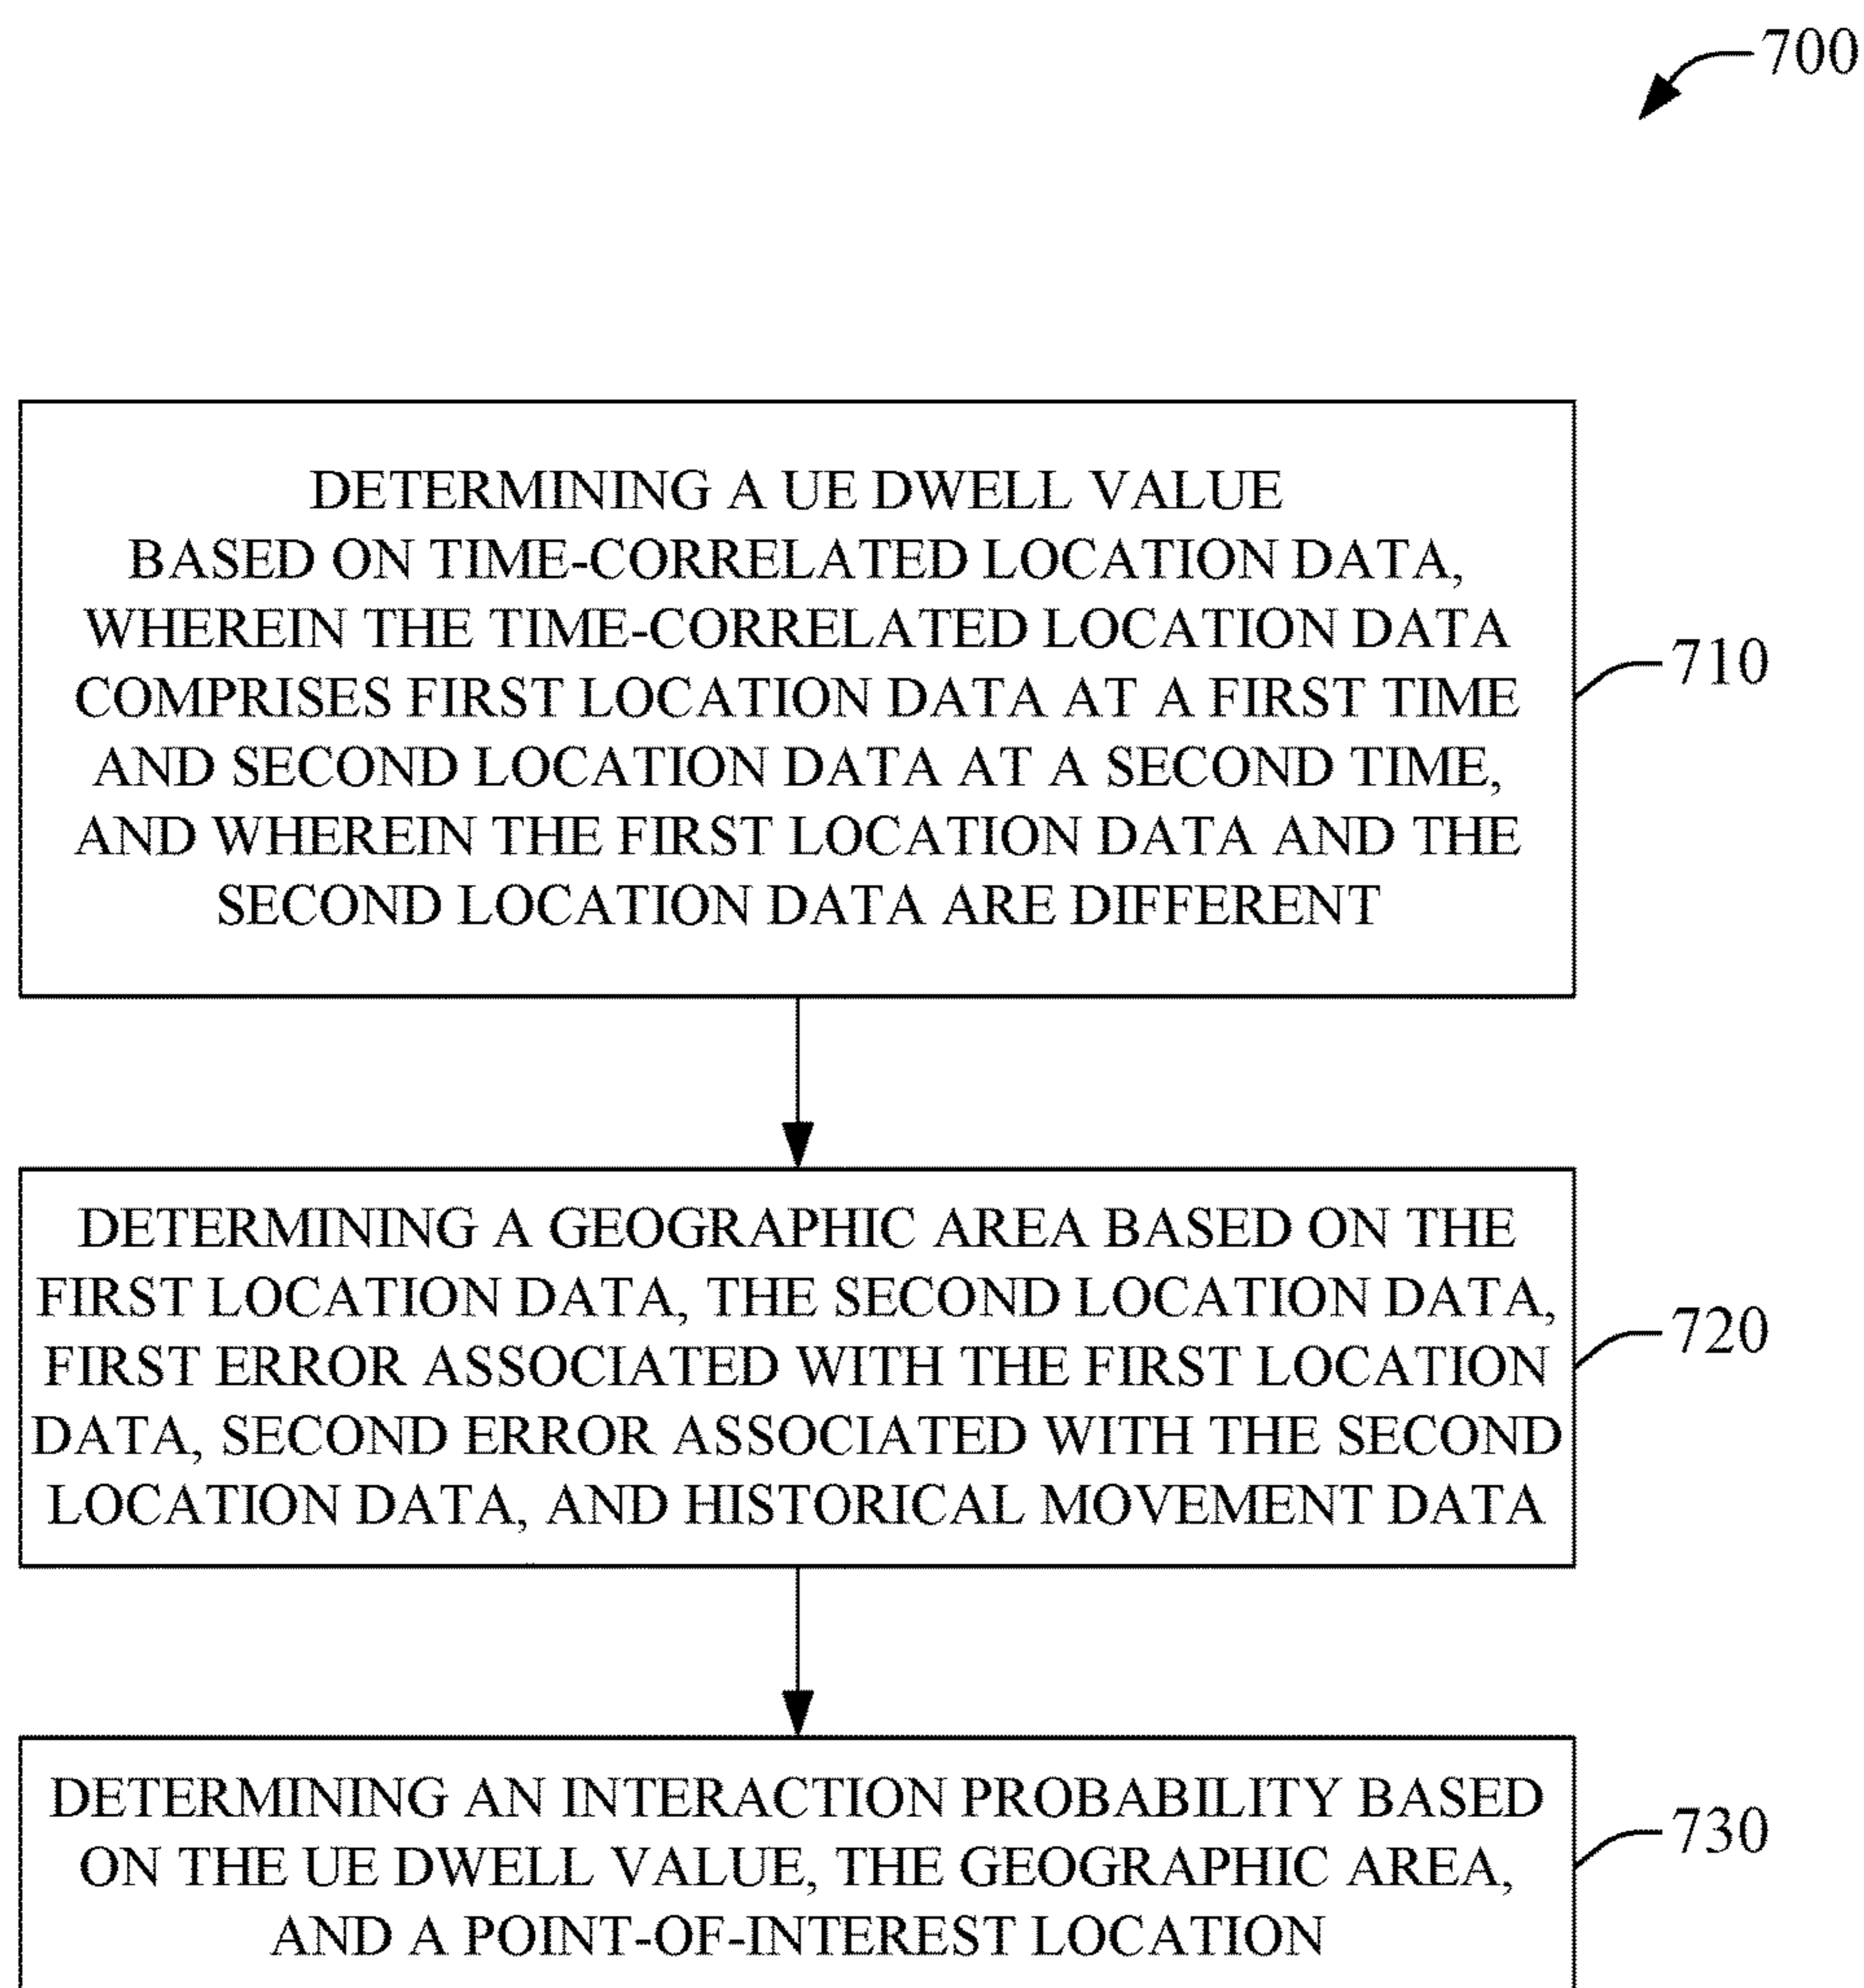 700
DETERMINING A UE DWELL VALUE
BASED ON TIME-CORRELATED LOCATION DATA,
WHEREIN THE TIME-CORRELATED LOCATION DATA
COMPRISES FIRST LOCATION DATA AT A FIRST TIME
AND SECOND LOCATION DATA AT A SECOND TIME,
AND WHEREIN THE FIRST LOCATION DATA AND THE
SECOND LOCATION DATA ARE DIFFERENT
710
DETERMINING A GEOGRAPHIC AREA BASED ON THE
FIRST LOCATION DATA, THE SECOND LOCATION DATA,
FIRST ERROR ASSOCIATED WITH THE FIRST LOCATION
DATA, SECOND ERROR ASSOCIATED WITH THE SECOND
LOCATION DATA, AND HISTORICAL MOVEMENT DATA
720
DETERMINING AN INTERACTION PROBABILITY BASED
ON THE UE DWELL VALUE, THE GEOGRAPHIC AREA,
AND A POINT-OF-INTEREST LOCATION
730